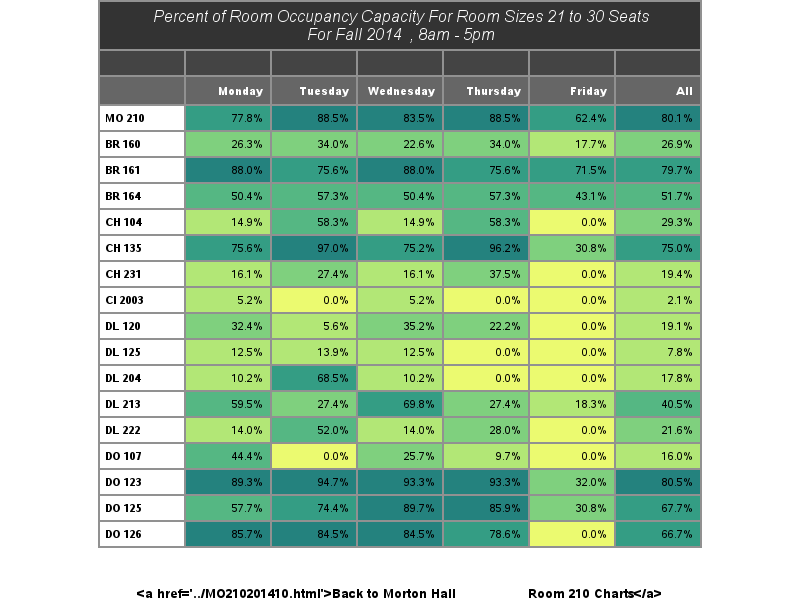 Percent of Room Occupancy Capacity For Room Sizes 21 to 30 Seats
For Fall 2014 , 8am - 5pm
Monday Tuesday Wednesday Thursday Friday All
MO 210 77.8% 88.5% 83.5% 88.5% 62.4% 80.1%
BR 160 26.3% 34.0% 22.6% 34.0% 17.7% 26.9%
BR 161 88.0% 75.6% 88.0% 75.6% 71.5% 79.7%
BR 164 50.4% 57.3% 50.4% 57.3% 43.1% 51.7%
CH 104 14.9% 58.3% 14.9% 58.3% 0.0% 29.3%
CH 135 75.6% 97.0% 75.2% 96.2% 30.8% 75.0%
CH 231 16.1% 27.4% 16.1% 37.5% 0.0% 19.4%
CI 2003 5.2% 0.0% 5.2% 0.0% 0.0% 2.1%
DL 120 32.4% 5.6% 35.2% 22.2% 0.0% 19.1%
DL 125 12.5% 13.9% 12.5% 0.0% 0.0% 7.8%
DL 204 10.2% 68.5% 10.2% 0.0% 0.0% 17.8%
DL 213 59.5% 27.4% 69.8% 27.4% 18.3% 40.5%
DL 222 14.0% 52.0% 14.0% 28.0% 0.0% 21.6%
DO 107 44.4% 0.0% 25.7% 9.7% 0.0% 16.0%
DO 123 89.3% 94.7% 93.3% 93.3% 32.0% 80.5%
DO 125 57.7% 74.4% 89.7% 85.9% 30.8% 67.7%
DO 126 85.7% 84.5% 84.5% 78.6% 0.0% 66.7%
<a href='../MO210201410.html'>Back to Morton Hall Room 210 Charts</a>